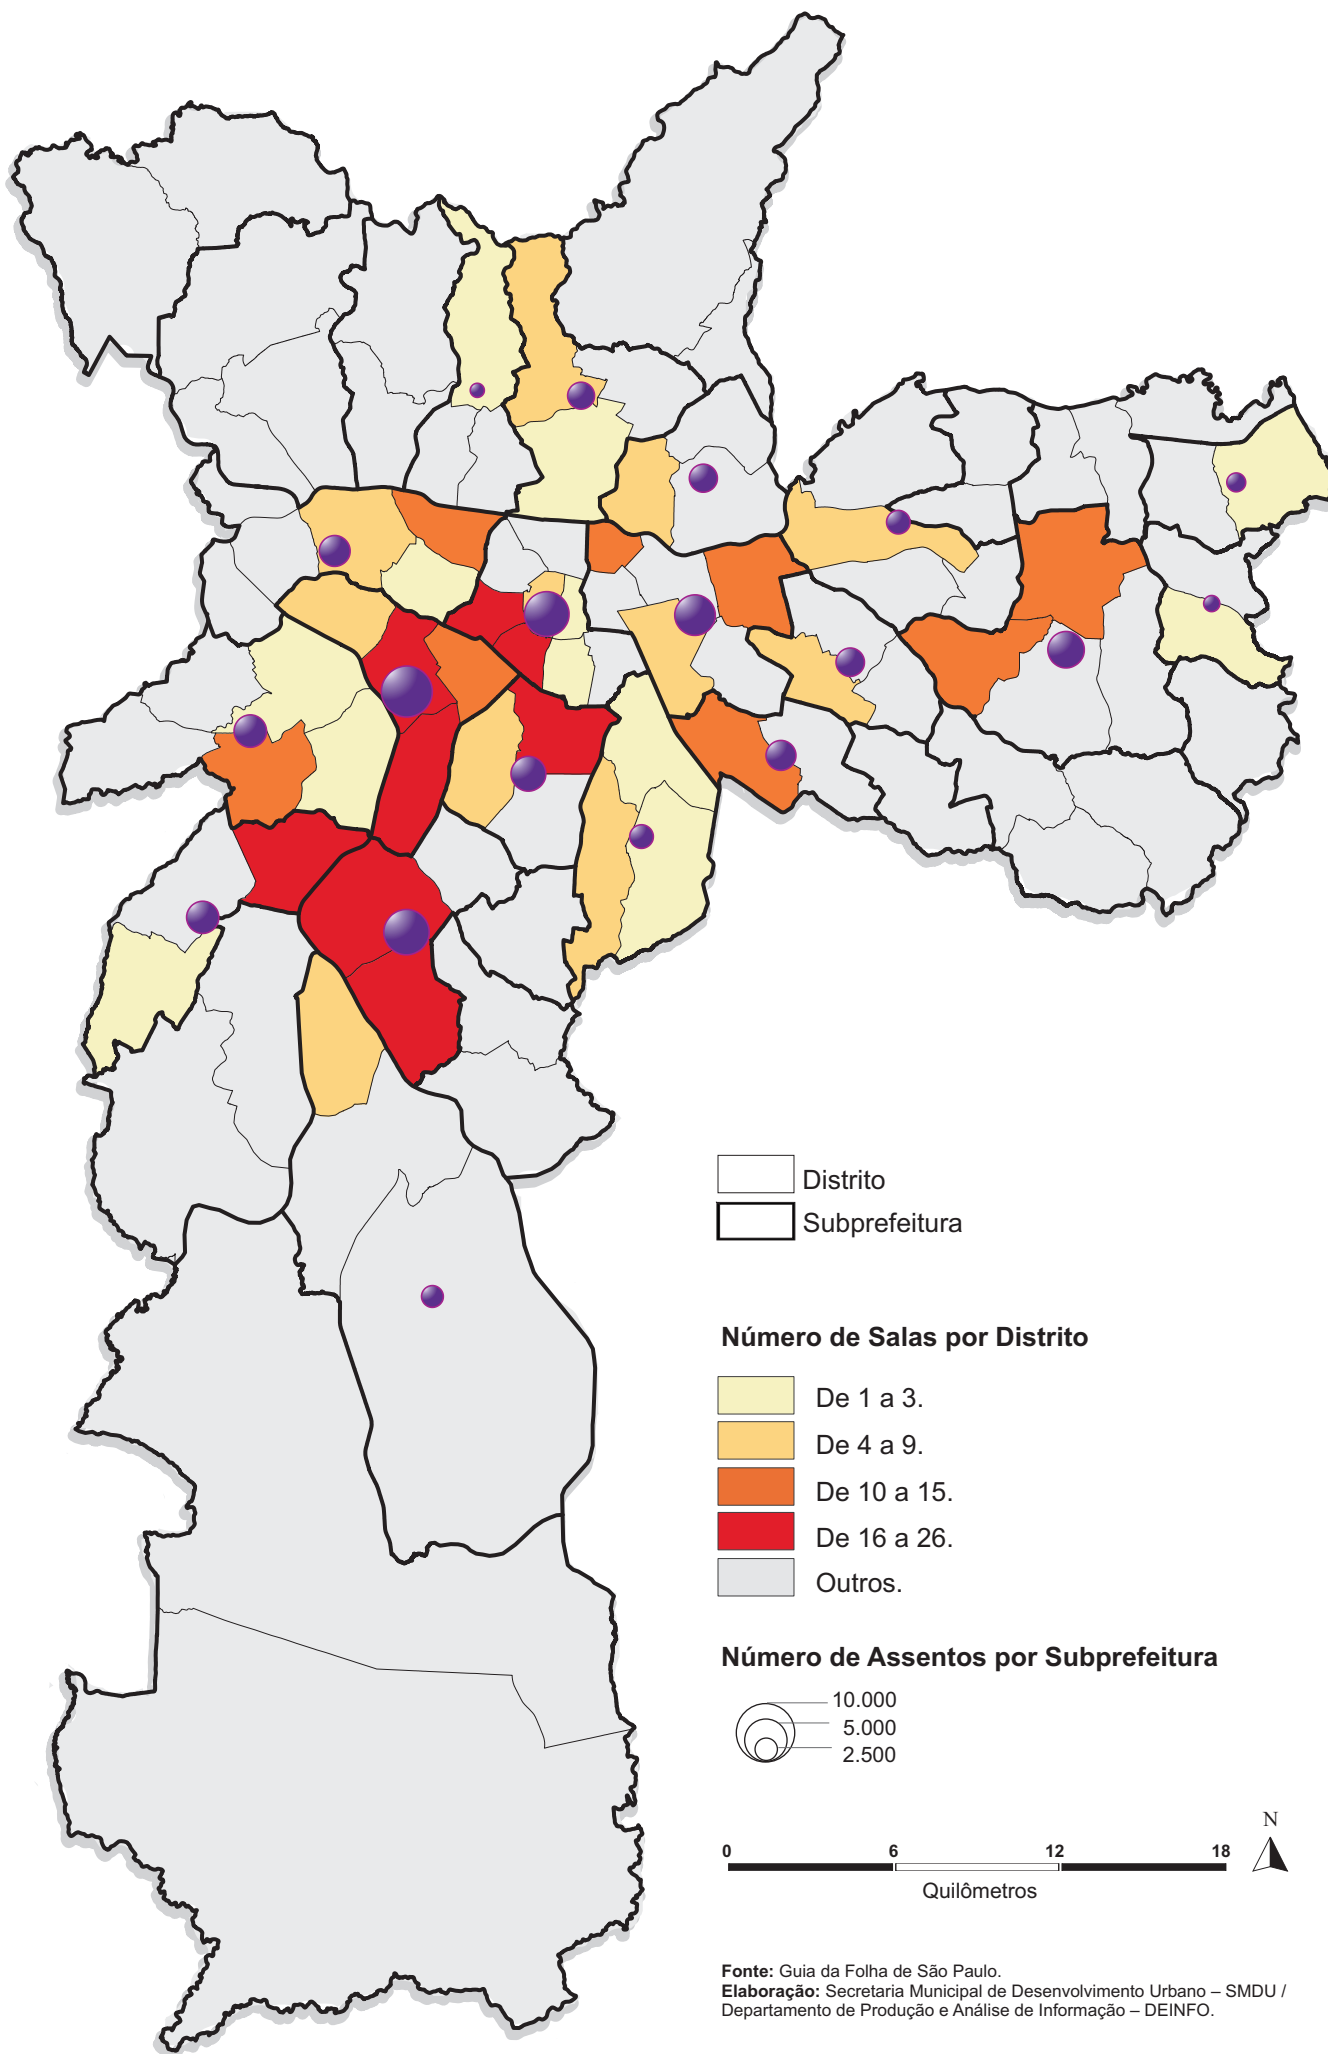 Distrito
Subprefeitura
Número de Salas por Distrito
De 1 a 3.
De 4 a 9.
De 10 a 15.
De 16 a 26.
Outros.
Número de Assentos por Subprefeitura
10.000
5.000
2.500
N
0 6 12 18
Quilômetros
Fonte: Guia da Folha de São Paulo.
Elaboração: Secretaria Municipal de Desenvolvimento Urbano – SMDU /
Departamento de Produção e Análise de Informação – DEINFO.